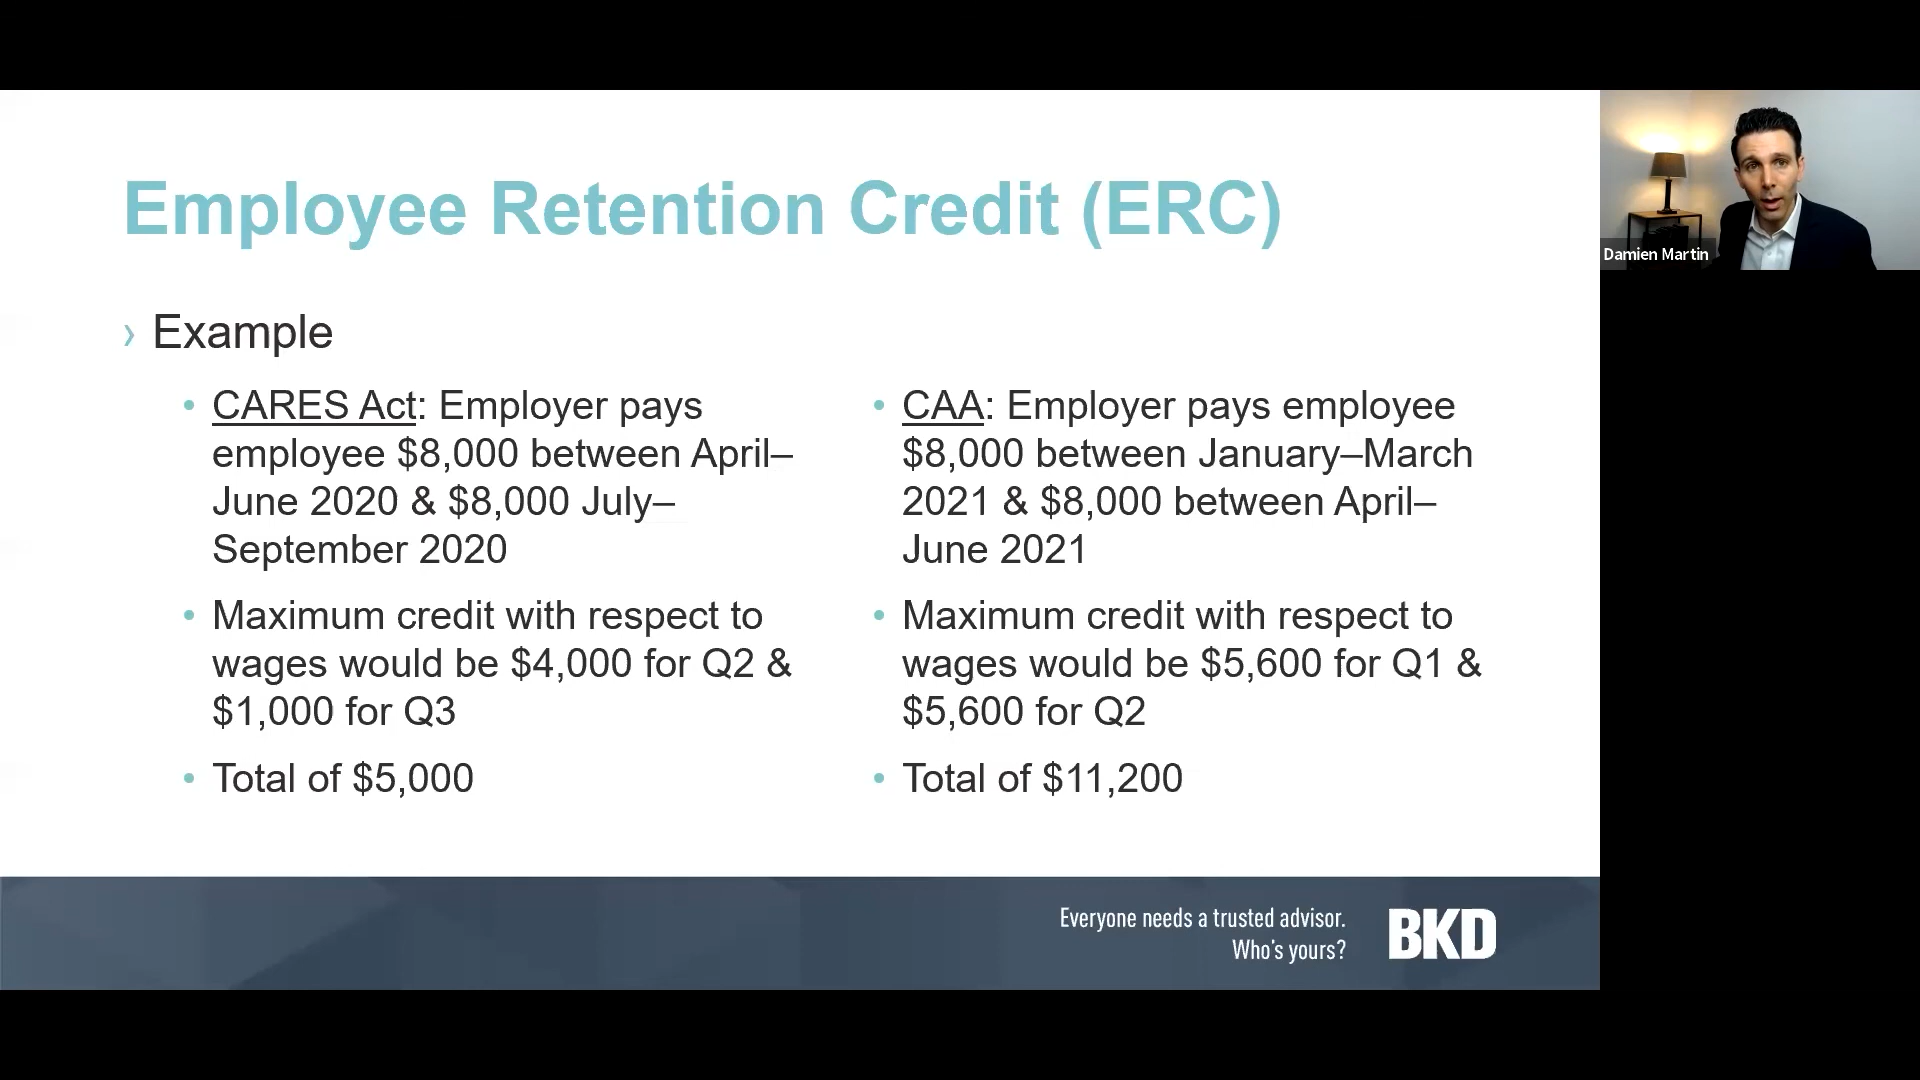 Employee Retention Credit (ERC)
Damien Martin
› Example
• CARES Act: Employer pays
employee $8,000 between April–
June 2020 & $8,000 July–
September 2020
• Maximum credit with respect to
wages would be $4,000 for Q2 &
$1,000 for Q3
• Total of $5,000
• CAA: Employer pays employee
$8,000 between January–March
2021 & $8,000 between April–
June 2021
• Maximum credit with respect to
wages would be $5,600 for Q1 &
$5,600 for Q2
• Total of $11,200
Everyone needs a trusted advisor.
Who's yours?
BKD